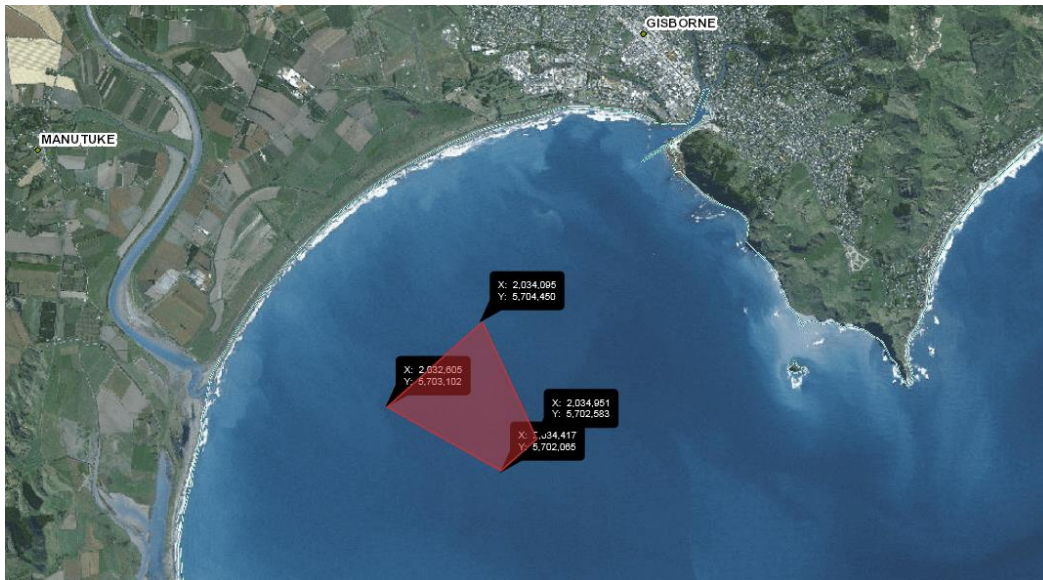 GISBORNE
MANUTUKE
X: 2,034,095
Y: 5,704,450
X: 2,032,605
Y: 5,703,102
X: 2,034,951
Y: 5,702,583
X: 2,034,417
Y: 5,702,065